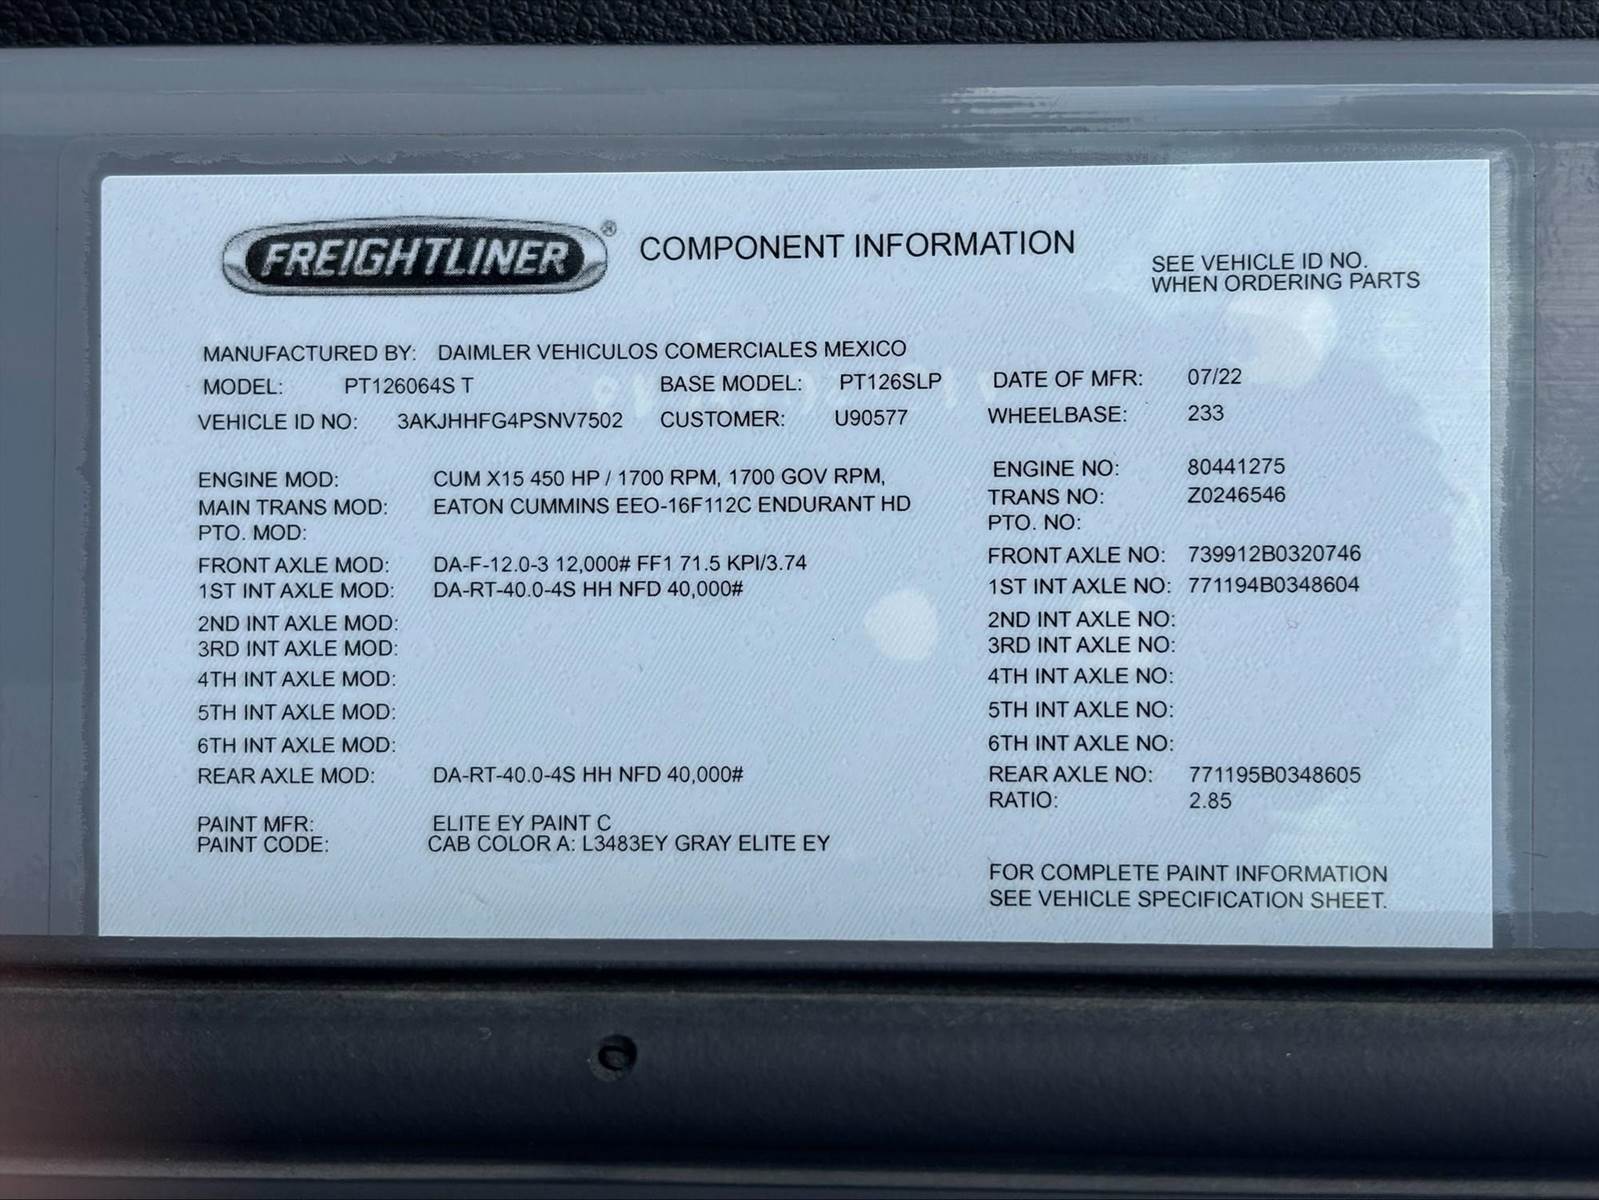 FREIGHTLINER® COMPONENT INFORMATION
SEE VEHICLE ID NO.
WHEN ORDERING PARTS
MANUFACTURED BY: DAIMLER VEHICULOS COMERCIALES MEXICO
MODEL: PT126064S T BASE MODEL: PT126SLP DATE OF MFR: 07/22
VEHICLE ID NO: 3AKJHHFG4PSNV7502 CUSTOMER: U90577 WHEELBASE: 233
ENGINE MOD: CUM X15 450 HP / 1700 RPM, 1700 GOV RPM, ENGINE NO: 80441275
MAIN TRANS MOD: EATON CUMMINS EEO-16F112C ENDURANT HD TRANS NO: Z0246546
PTO. MOD: PTO. NO:
FRONT AXLE MOD: DA-F-12.0-3 12,000# FF1 71.5 KPI/3.74 FRONT AXLE NO: 739912B0320746
1ST INT AXLE MOD: DA-RT-40.0-4S HH NFD 40,000# 1ST INT AXLE NO: 771194B0348604
2ND INT AXLE MOD: 2ND INT AXLE NO:
3RD INT AXLE MOD: 3RD INT AXLE NO:
4TH INT AXLE MOD: 4TH INT AXLE NO:
5TH INT AXLE MOD: 5TH INT AXLE NO:
6TH INT AXLE MOD: 6TH INT AXLE NO:
REAR AXLE MOD: DA-RT-40.0-4S HH NFD 40,000# REAR AXLE NO: 771195B0348605
RATIO: 2.85
PAINT MFR: ELITE EY PAINT C
PAINT CODE: CAB COLOR A: L3483EY GRAY ELITE EY
FOR COMPLETE PAINT INFORMATION
SEE VEHICLE SPECIFICATION SHEET.